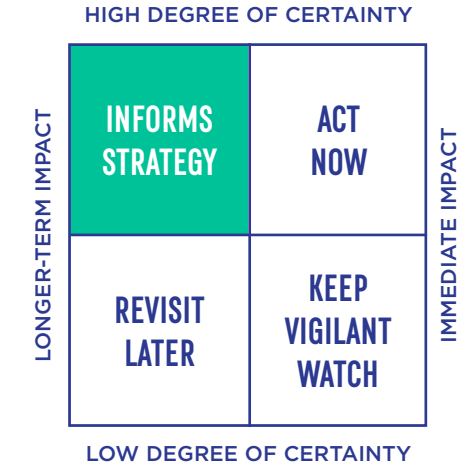 HIGH DEGREE OF CERTAINTY
LONGER-TERM IMPACT
INFORMS
STRATEGY
ACT
NOW
IMMEDIATE IMPACT
REVISIT
LATER
KEEP
VIGILANT
WATCH
LOW DEGREE OF CERTAINTY